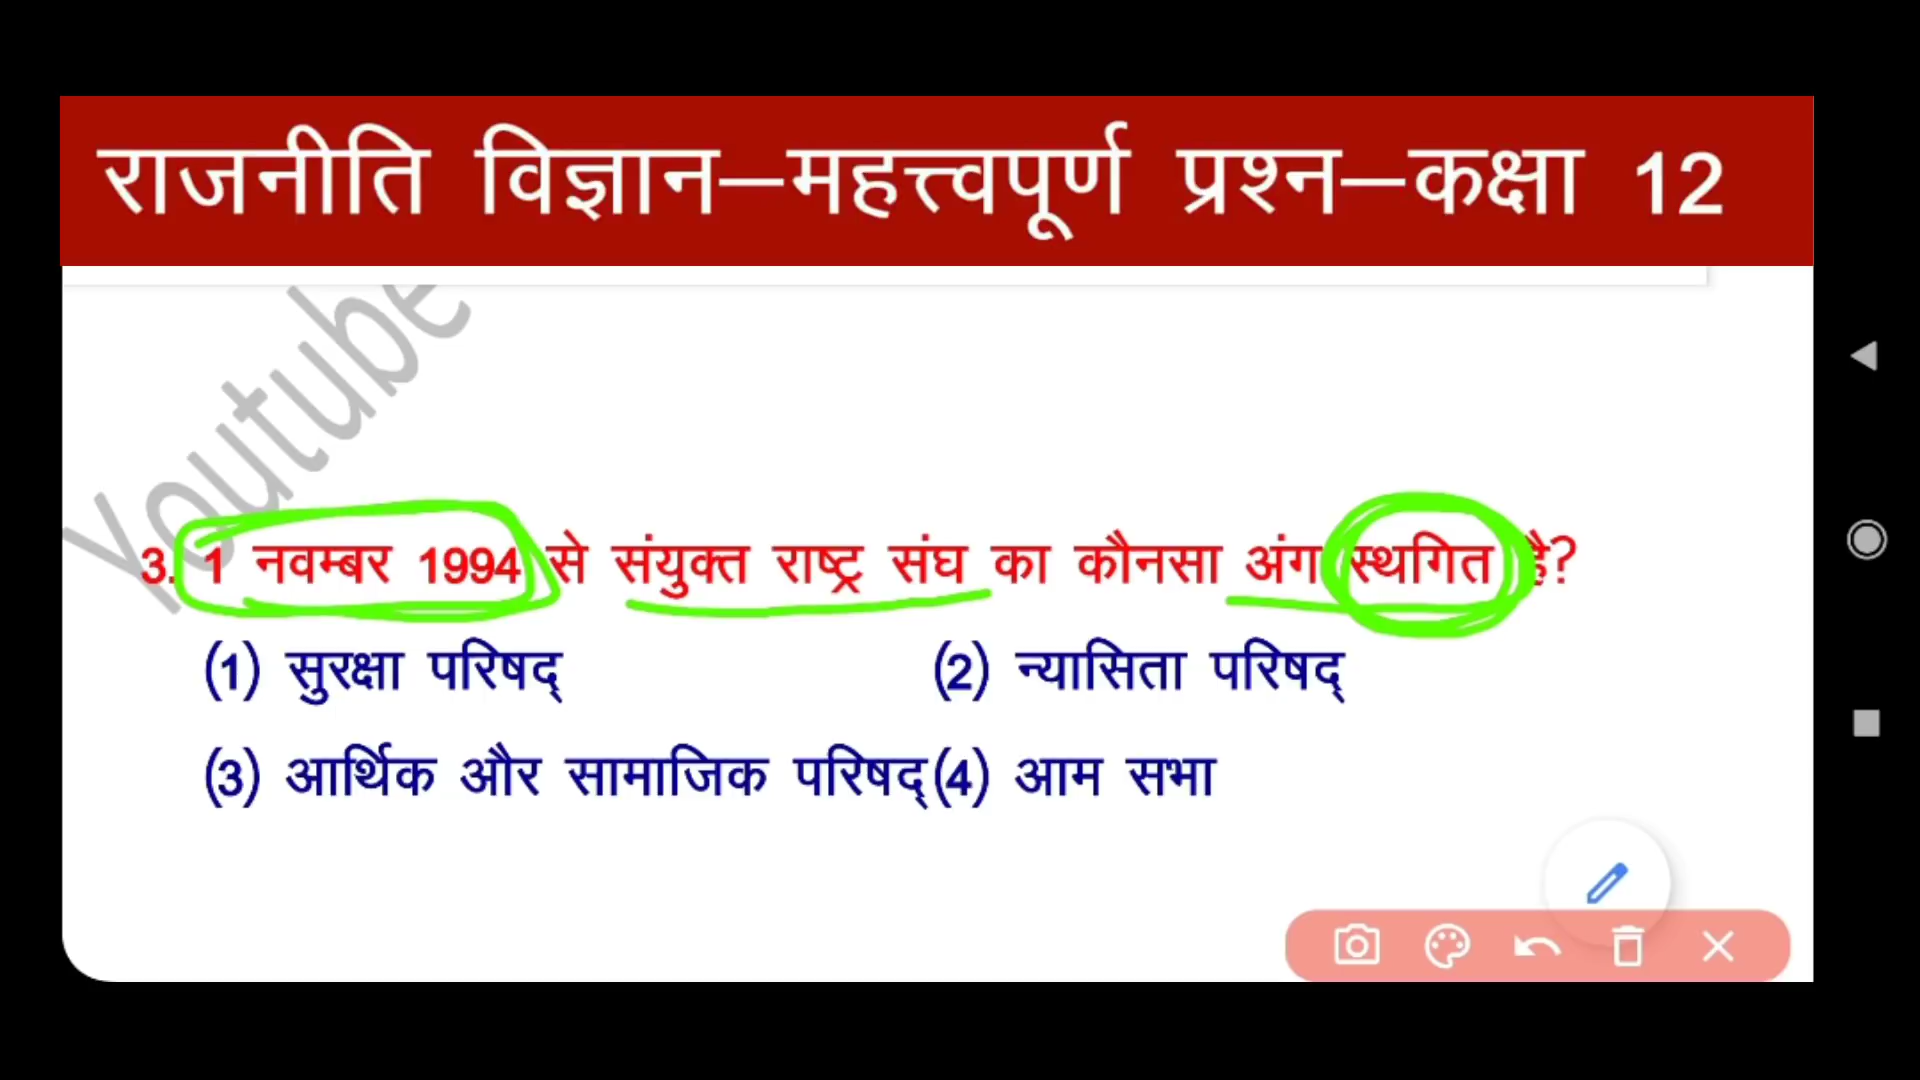 राजनीति विज्ञान–महत्त्वपूर्ण प्रश्न–कक्षा 12
Youtube
3. 1 नवम्बर 1994 से संयुक्त राष्ट्र संघ का कौनसा अंग स्थगित है?
(1) सुरक्षा परिषद् (2) न्यासिता परिषद्
(3) आर्थिक और सामाजिक परिषद् (4) आम सभा